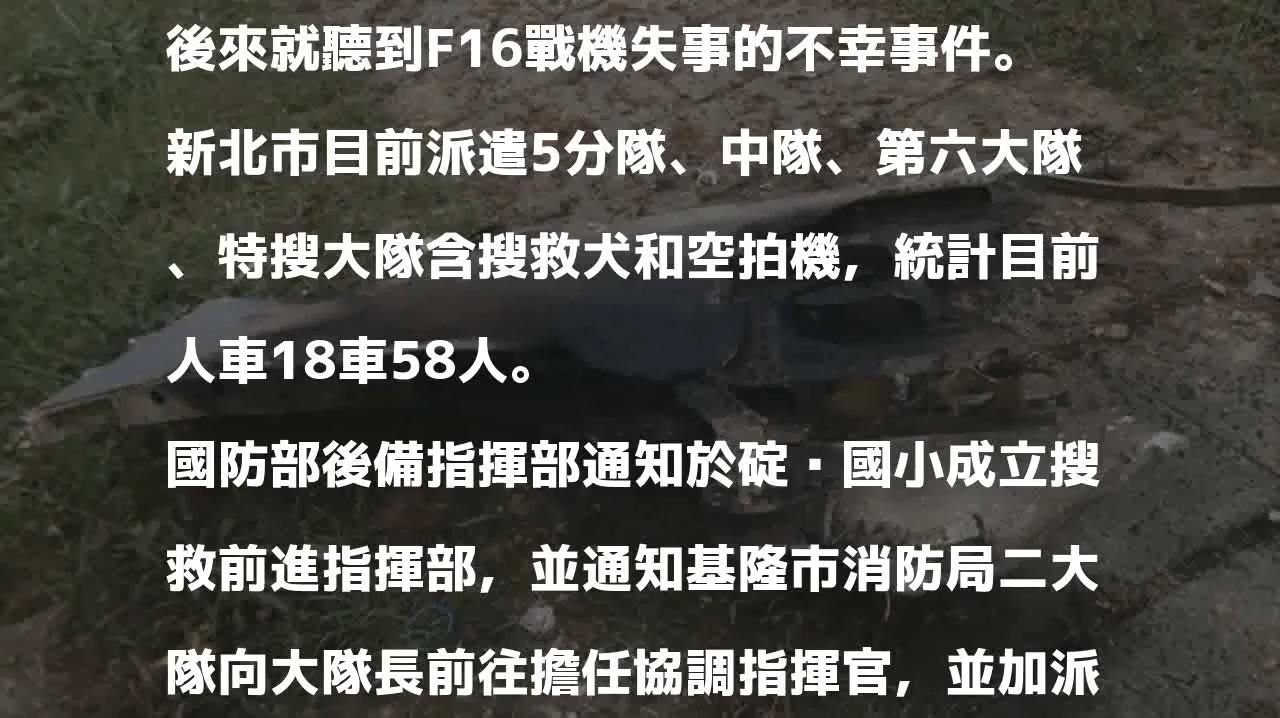 後來就聽到F16戰機失事的不幸事件。
新北市目前派遣5分隊、中隊、第六大隊
、特搜大隊含搜救犬和空拍機，統計目前
人車18車58人。
國防部後備指揮部通知於碇▪國小成立搜
救前進指揮部，並通知基隆市消防局二大
隊向大隊長前往擔任協調指揮官，並加派